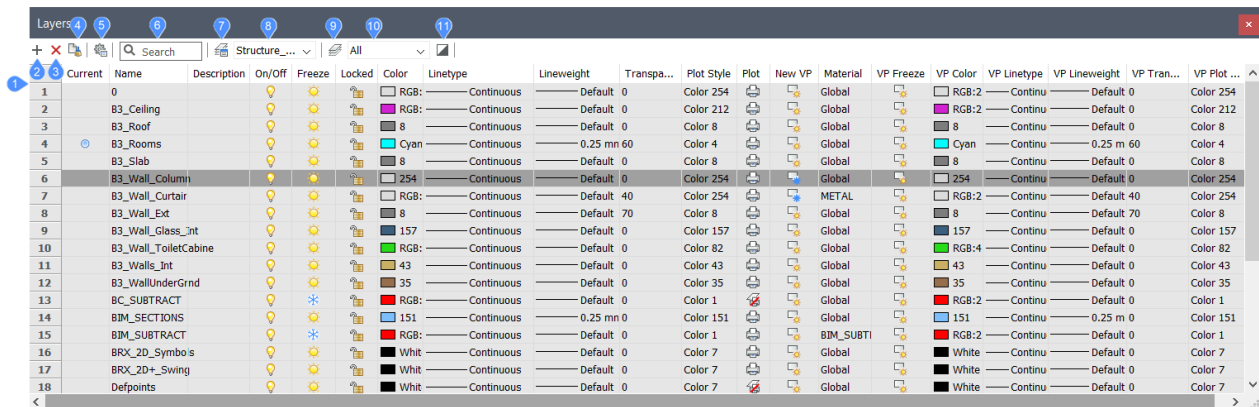 Layers
4 5 6 7 8 9 10 11
Search Structure_... All
2 3 Current Name Description On/Off Freeze Locked Color Linetype Lineweight Transpa... Plot Style Plot New VP Material VP Freeze VP Color VP Linetype VP Lineweight VP Tran... VP Plot ...
1
1 0 RGB: Continuous Default 0 Color 254 Global RGB:2 Continu Default 0 Color 254
2 B3_Ceiling RGB: Continuous Default 0 Color 212 Global RGB:2 Continu Default 0 Color 212
3 B3_Roof 8 Continuous Default 0 Color 8 Global 8 Continu Default 0 Color 8
4 B3_Rooms Cyan Continuous 0.25 mm 60 Color 4 Global Cyan Continu 0.25 m 60 Color 4
5 B3_Slab 8 Continuous Default 0 Color 8 Global 8 Continu Default 0 Color 8
6 B3_Wall_Column 254 Continuous Default 0 Color 254 Global 254 Continu Default 0 Color 254
7 B3_Wall_Curtair RGB: Continuous Default 40 Color 254 METAL RGB:2 Continu Default 40 Color 254
8 B3_Wall_Ext 8 Continuous Default 70 Color 8 Global 8 Continu Default 70 Color 8
9 B3_Wall_Glass_Int 157 Continuous Default 0 Color 157 Global 157 Continu Default 0 Color 157
10 B3_Wall_ToiletCabine RGB: Continuous Default 0 Color 82 Global RGB:4 Continu Default 0 Color 82
11 B3_Walls_Int 43 Continuous Default 0 Color 43 Global 43 Continu Default 0 Color 43
12 B3_WallUnderGrnd 35 Continuous Default 0 Color 35 Global 35 Continu Default 0 Color 35
13 BC_SUBTRACT RGB: Continuous Default 0 Color 1 Global RGB:2 Continu Default 0 Color 1
14 BIM_SECTIONS 151 Continuous 0.25 mm 0 Color 151 Global 151 Continu 0.25 m 0 Color 151
15 BIM_SUBTRACT RGB: Continuous Default 0 Color 1 BIM_SUBTI RGB:2 Continu Default 0 Color 1
16 BRX_2D_Symbols Whit Continuous Default 0 Color 7 Global White Continu Default 0 Color 7
17 BRX_2D+_Swing Whit Continuous Default 0 Color 7 Global White Continu Default 0 Color 7
18 Defpoints Whit Continuous Default 0 Color 7 Global White Continu Default 0 Color 7